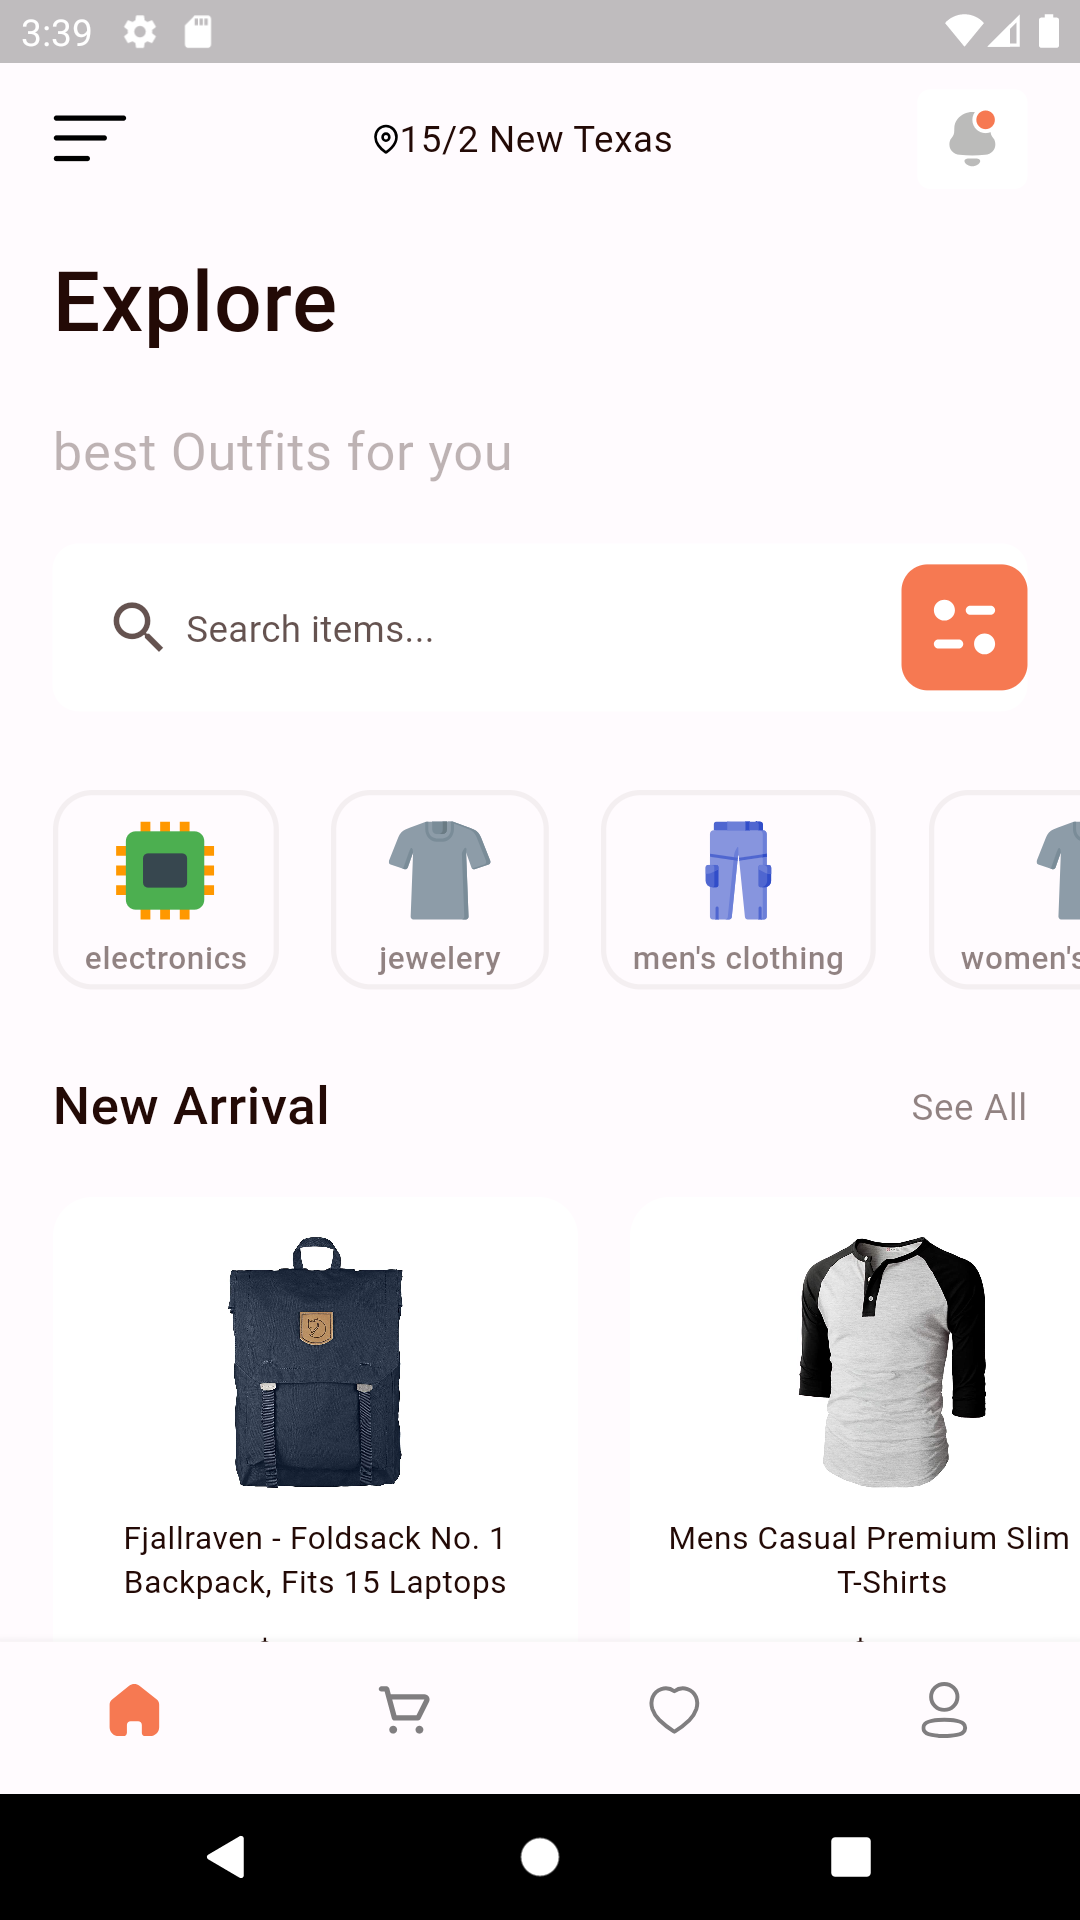 3:39
15/2 New Texas
Explore
best Outfits for you
Search items...
electronics
jewelery
men's clothing
women's
New Arrival
See All
Fjallraven - Foldsack No. 1
Backpack, Fits 15 Laptops
Mens Casual Premium Slim
T-Shirts